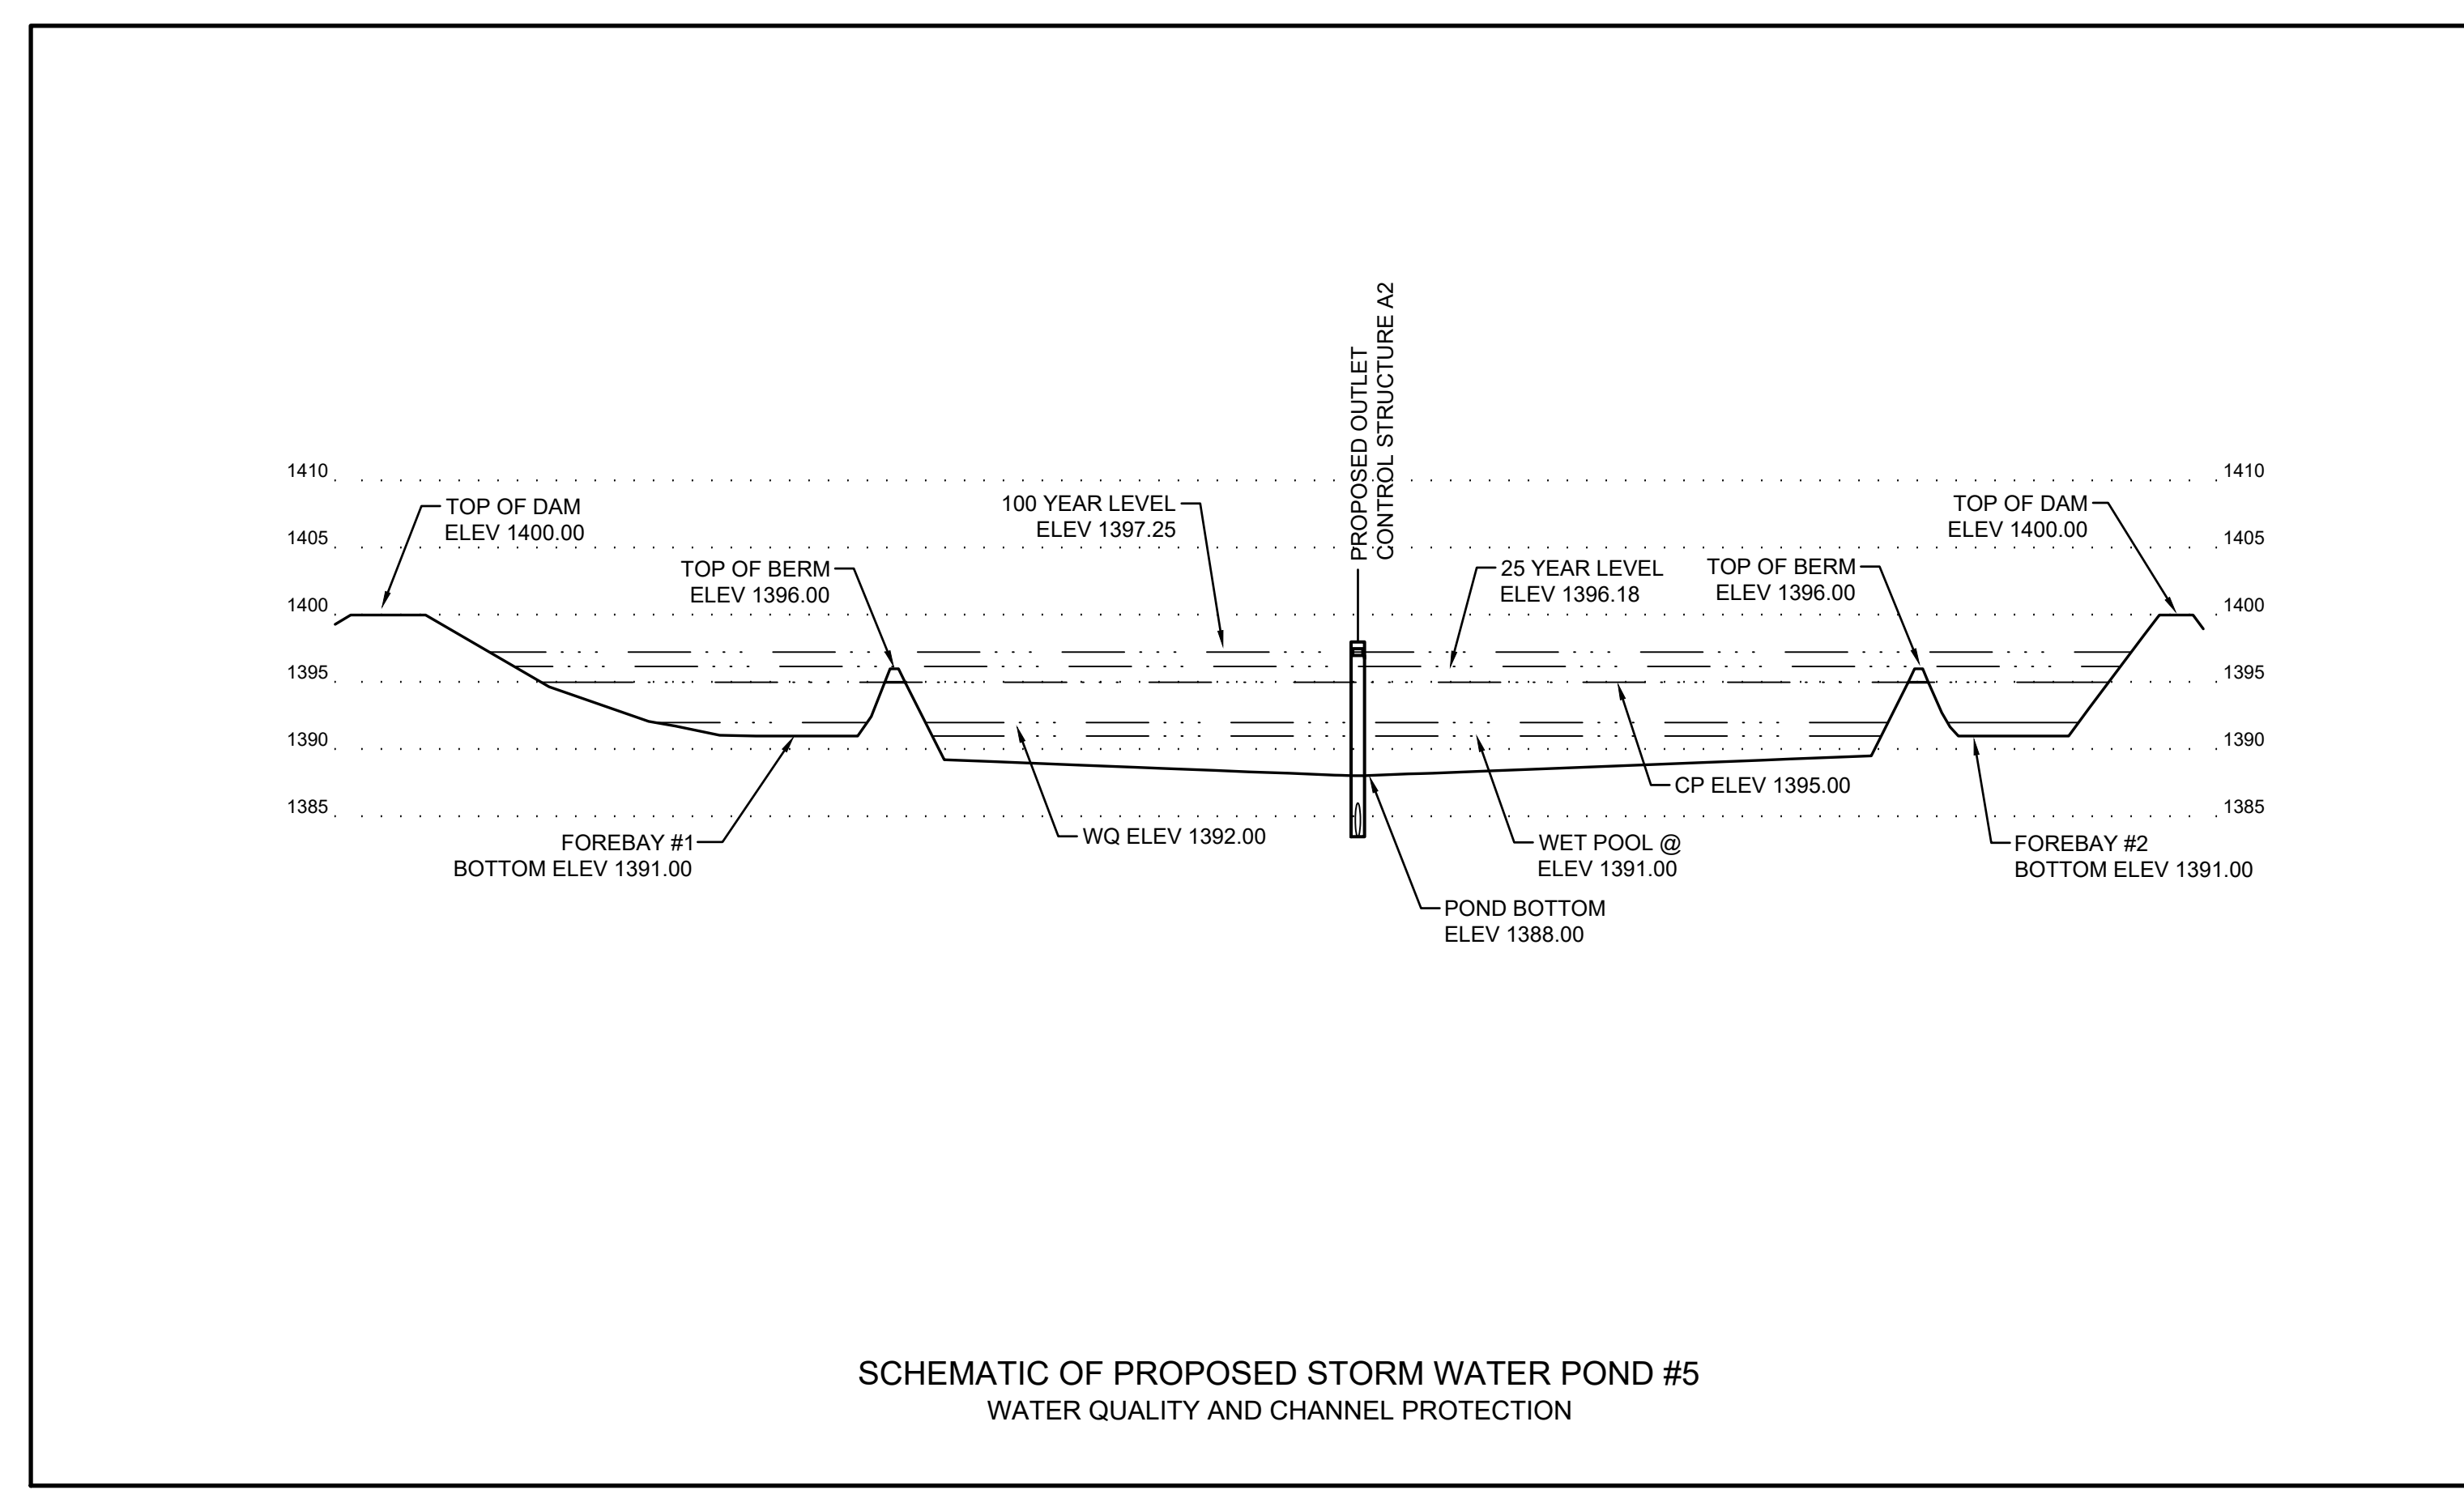 PROPOSED OUTLET
CONTROL STRUCTURE A2
1410
1410
TOP OF DAM
ELEV 1400.00
100 YEAR LEVEL
ELEV 1397.25
TOP OF DAM
ELEV 1400.00
1405
1405
TOP OF BERM
ELEV 1396.00
25 YEAR LEVEL
ELEV 1396.18
TOP OF BERM
ELEV 1396.00
1400
1400
1395
1395
1390
1390
CP ELEV 1395.00
1385
1385
FOREBAY #1
BOTTOM ELEV 1391.00
WQ ELEV 1392.00
WET POOL @
ELEV 1391.00
FOREBAY #2
BOTTOM ELEV 1391.00
POND BOTTOM
ELEV 1388.00
SCHEMATIC OF PROPOSED STORM WATER POND #5
WATER QUALITY AND CHANNEL PROTECTION